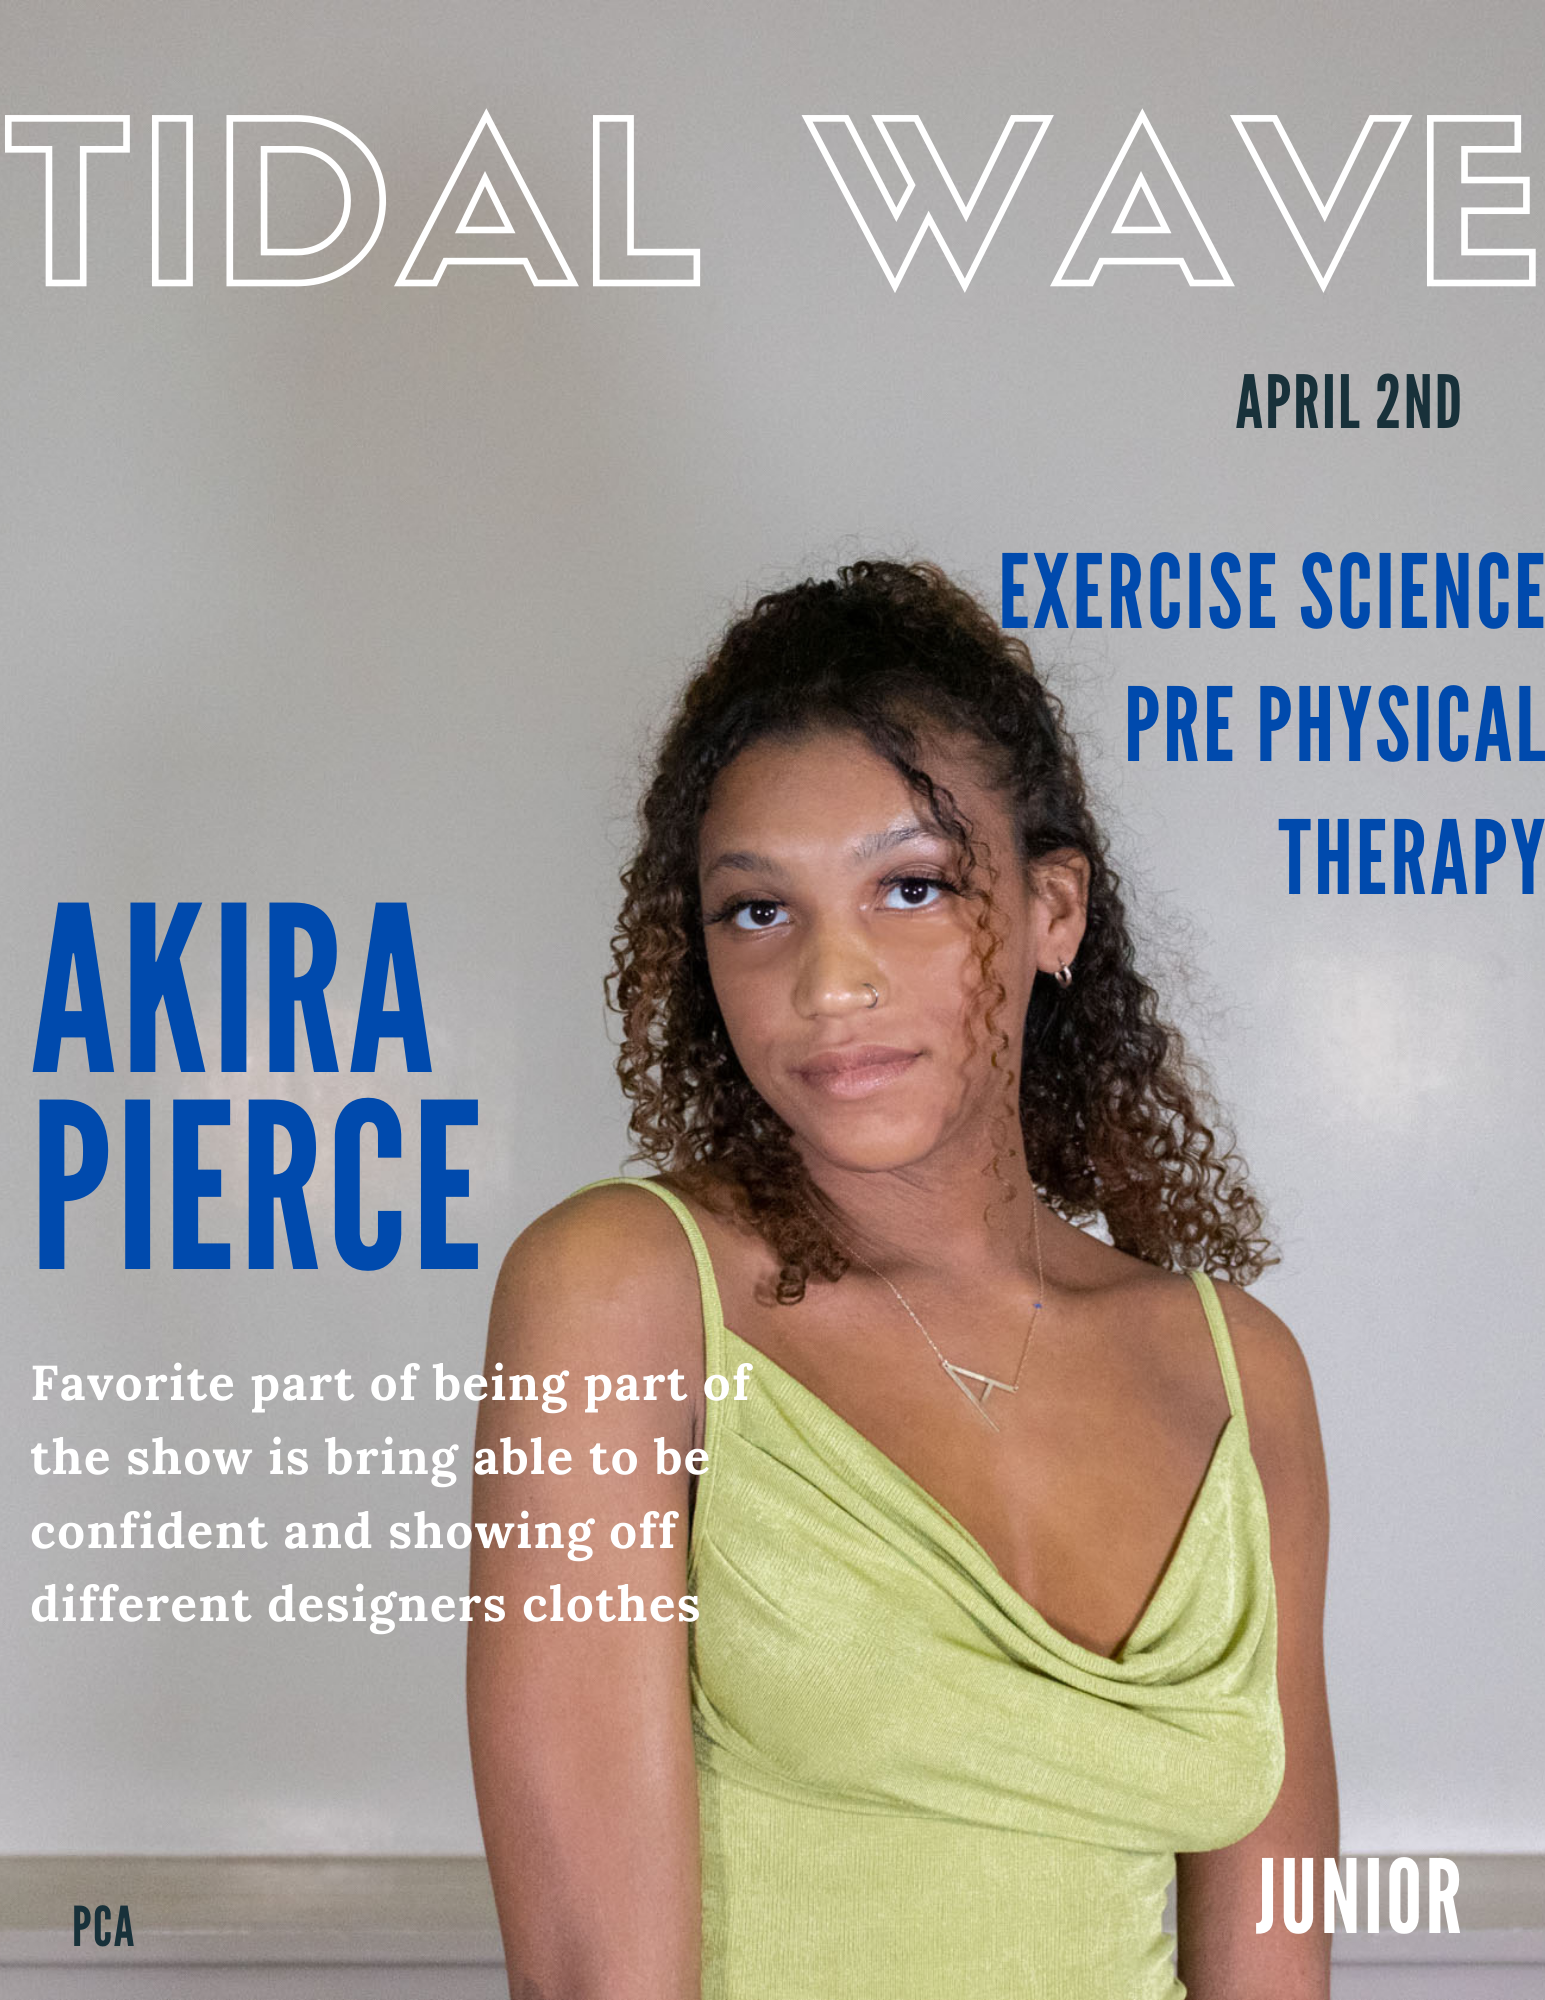 TIDAL WAVE
APRIL 2ND
EXERCISE SCIENCE
PRE PHYSICAL
THERAPY
AKIRA
PIERCE
Favorite part of being part of
the show is bring able to be
confident and showing off
different designers clothes
JUNIOR
PCA